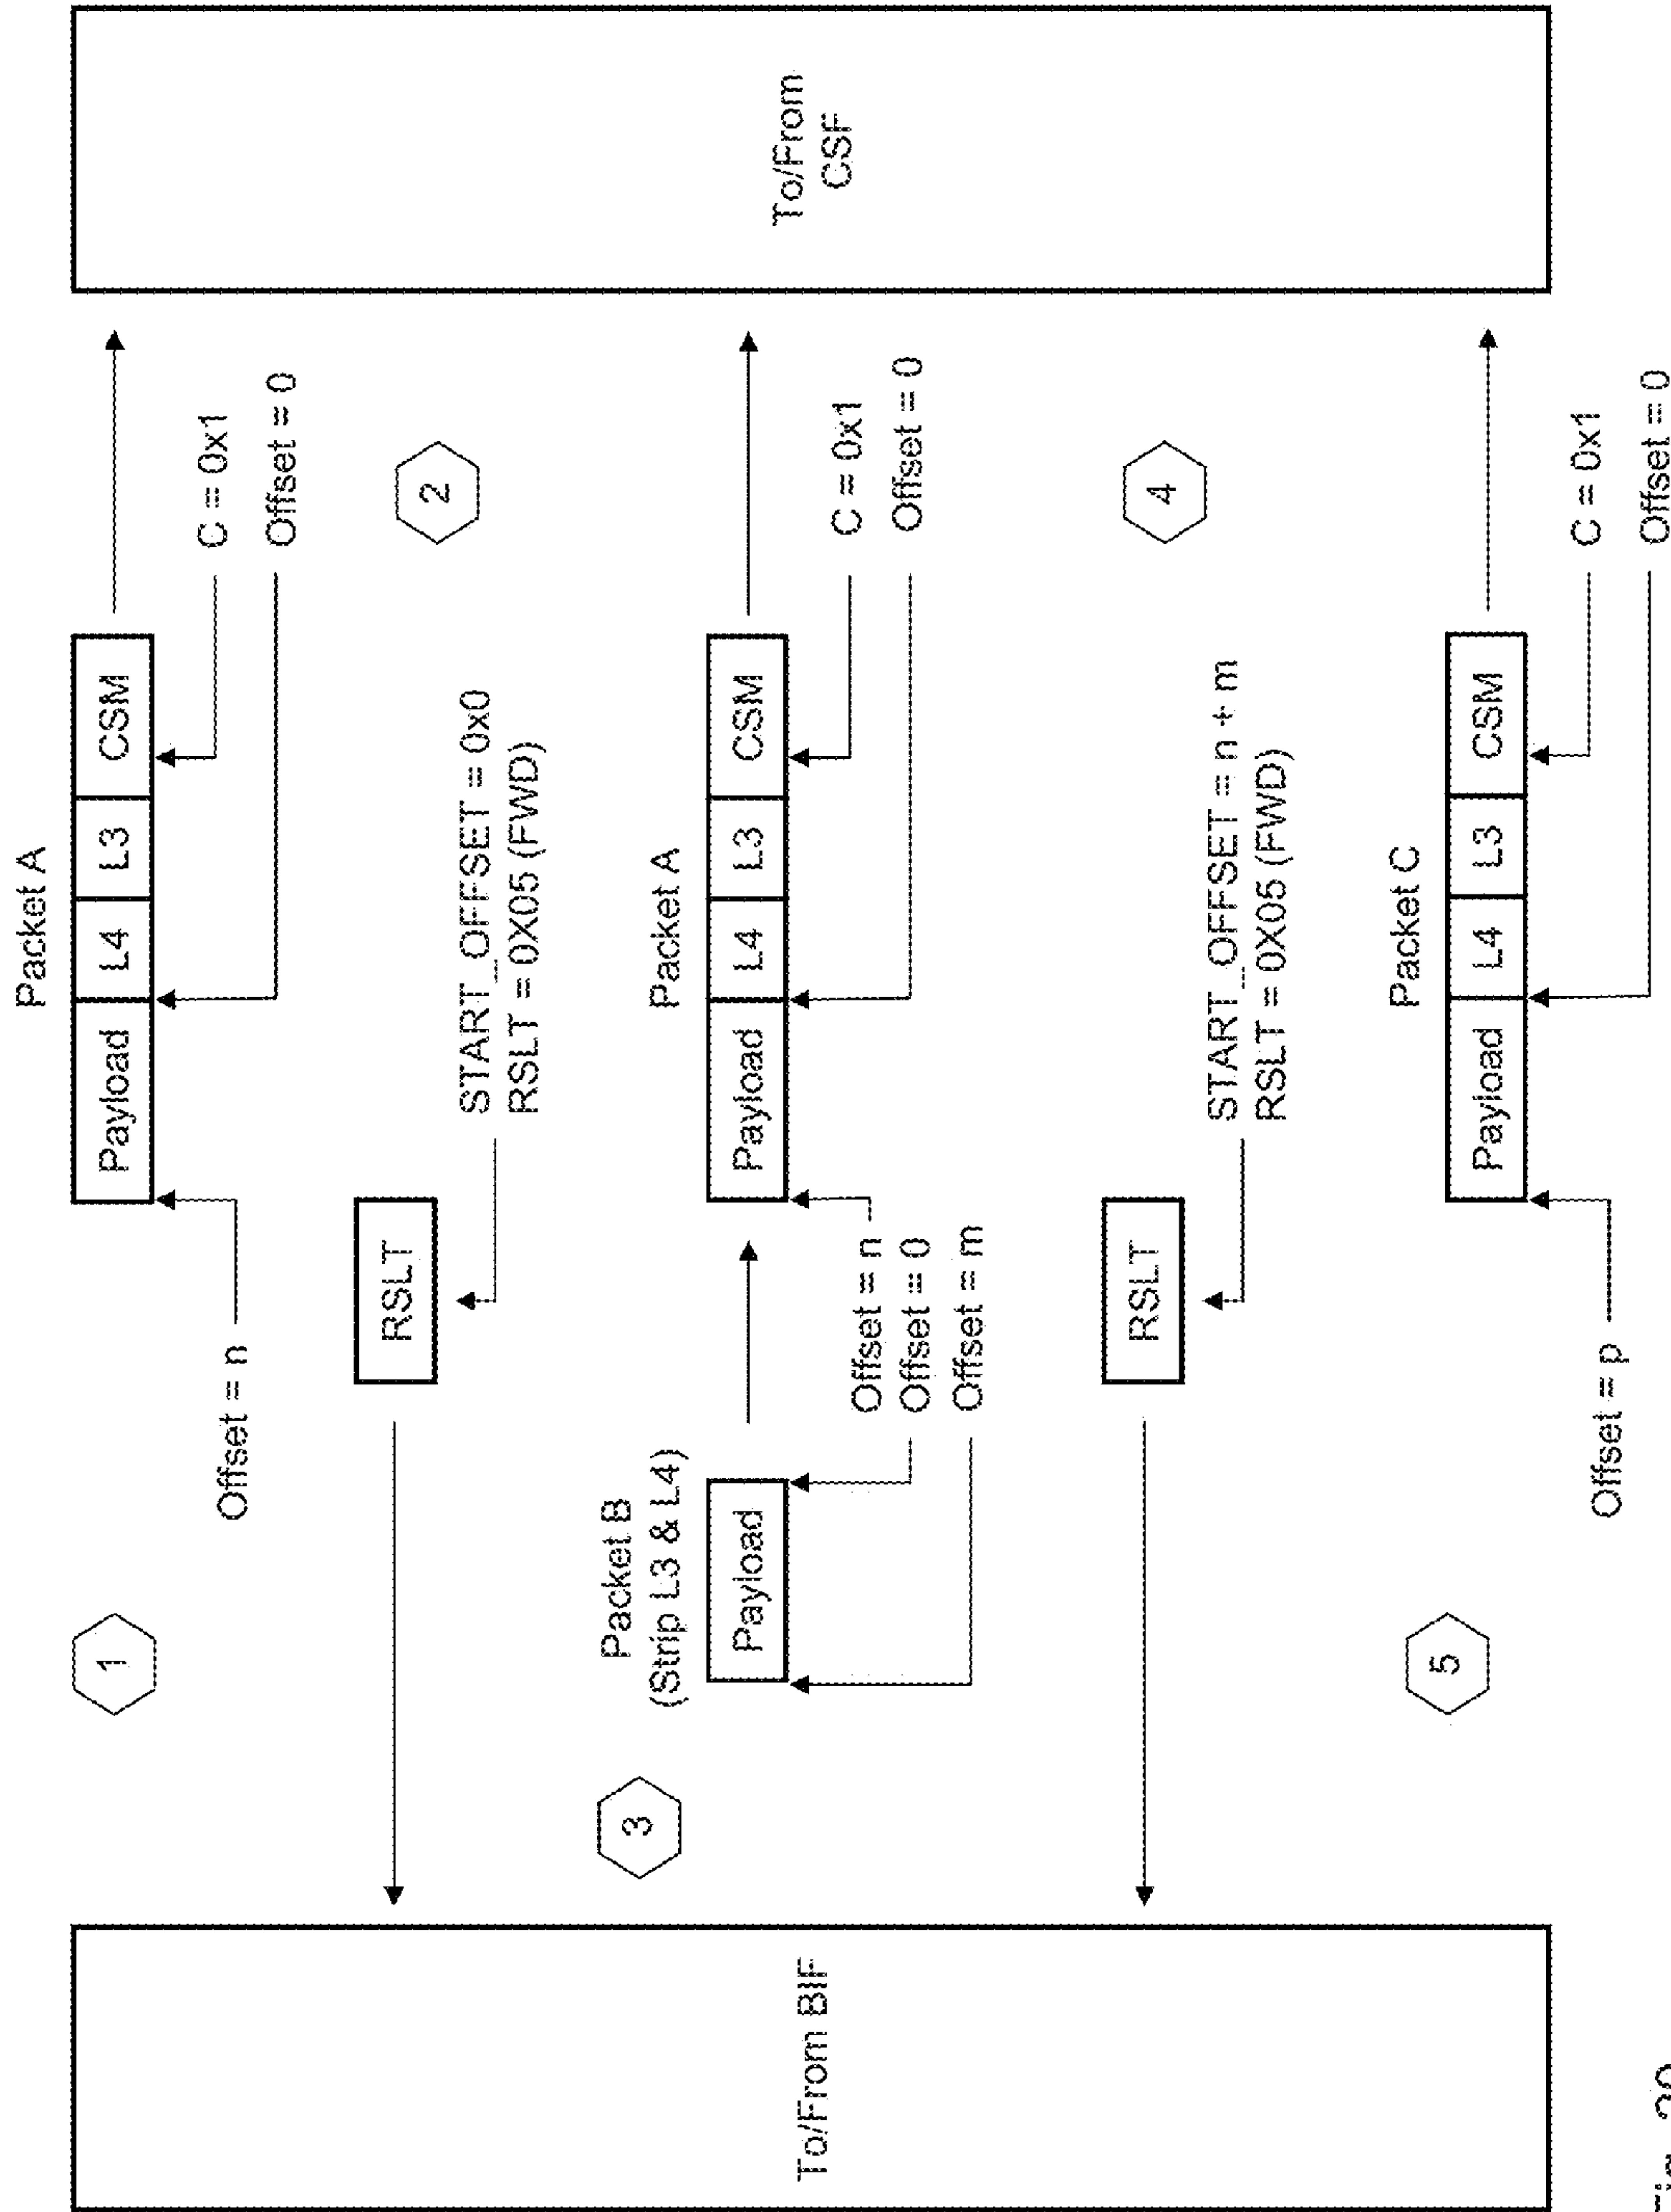 To/From BIF
To/From
CSF
1
Packet A
Payload
L4
L3
CSM
Offset = n
C = 0x1
Offset = 0
2
RSLT
START_OFFSET = 0x0
RSLT = 0X05 (FWD)
3
Packet B
(Strip L3 & L4)
Payload
Packet A
Payload
L4
L3
CSM
Offset = n
Offset = 0
Offset = m
C = 0x1
Offset = 0
4
RSLT
START_OFFSET = n + m
RSLT = 0X05 (FWD)
5
Packet C
Payload
L4
L3
CSM
Offset = p
C = 0x1
Offset = 0